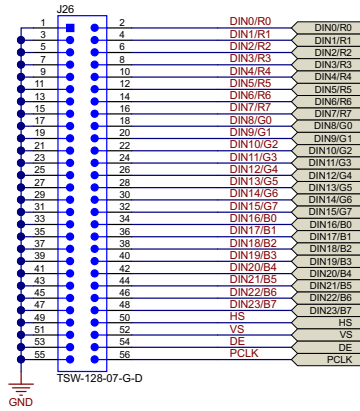 J26
1 2 DIN0/R0 DIN0/R0
3 4 DIN1/R1 DIN1/R1
5 6 DIN2/R2 DIN2/R2
7 8 DIN3/R3 DIN3/R3
9 10 DIN4/R4 DIN4/R4
11 12 DIN5/R5 DIN5/R5
13 14 DIN6/R6 DIN6/R6
15 16 DIN7/R7 DIN7/R7
17 18 DIN8/G0 DIN8/G0
19 20 DIN9/G1 DIN9/G1
21 22 DIN10/G2 DIN10/G2
23 24 DIN11/G3 DIN11/G3
25 26 DIN12/G4 DIN12/G4
27 28 DIN13/G5 DIN13/G5
29 30 DIN14/G6 DIN14/G6
31 32 DIN15/G7 DIN15/G7
33 34 DIN16/B0 DIN16/B0
35 36 DIN17/B1 DIN17/B1
37 38 DIN18/B2 DIN18/B2
39 40 DIN19/B3 DIN19/B3
41 42 DIN20/B4 DIN20/B4
43 44 DIN21/B5 DIN21/B5
45 46 DIN22/B6 DIN22/B6
47 48 DIN23/B7 DIN23/B7
49 50 HS HS
51 52 VS VS
53 54 DE DE
55 56 PCLK PCLK
TSW-128-07-G-D
GND